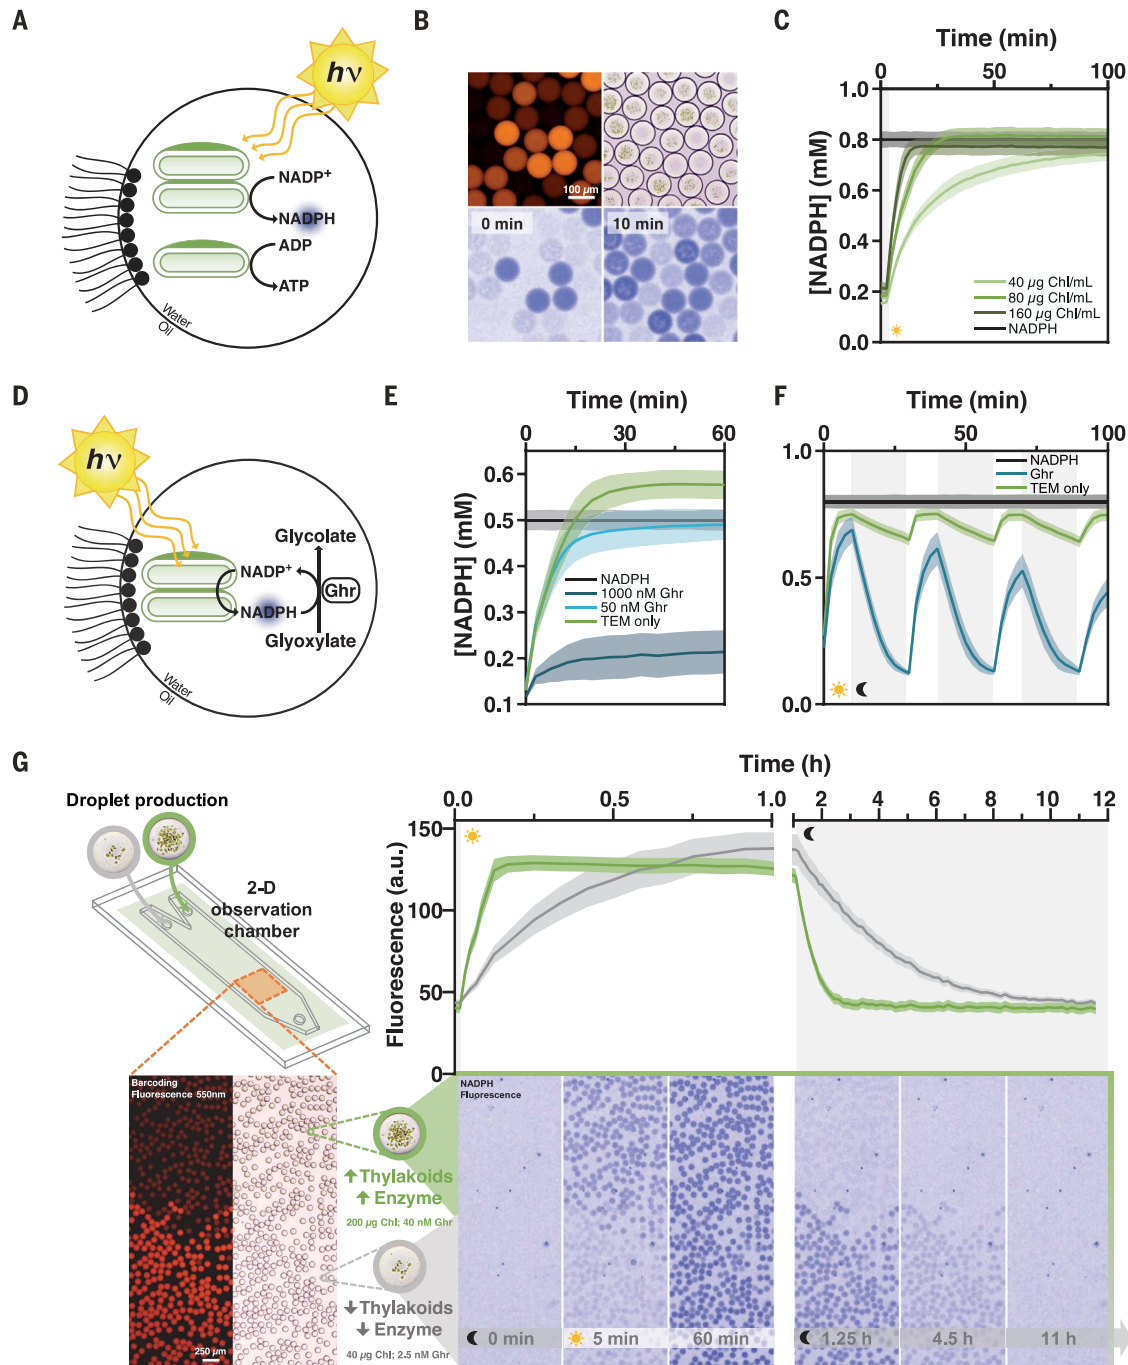 A
hν
NADP+
NADPH
ADP
ATP
Water
Oil
B
100 µm
0 min
10 min
C
Time (min)
0
50
100
[NADPH] (mM)
1.0
0.8
0.6
0.4
0.2
0.0
40 µg Chl/mL
80 µg Chl/mL
160 µg Chl/mL
NADPH
D
hν
Glycolate
NADP+
Ghr
NADPH
Glyoxylate
Water
Oil
E
Time (min)
0
30
60
[NADPH] (mM)
0.6
0.5
0.4
0.3
0.2
0.1
NADPH
1000 nM Ghr
50 nM Ghr
TEM only
F
Time (min)
0
50
100
1.0
0.5
0.0
NADPH
Ghr
TEM only
G
Droplet production
2-D
observation
chamber
Time (h)
0.0
0.5
1.0
2
4
6
8
10
12
Fluorescence (a.u.)
150
100
50
0
Barcoding
Fluorescence 550nm
250 µm
Thylakoids
Enzyme
200 µg Chl; 40 nM Ghr
Thylakoids
Enzyme
40 µg Chl; 2.5 nM Ghr
NADPH
Fluorescence
0 min
5 min
60 min
1.25 h
4.5 h
11 h